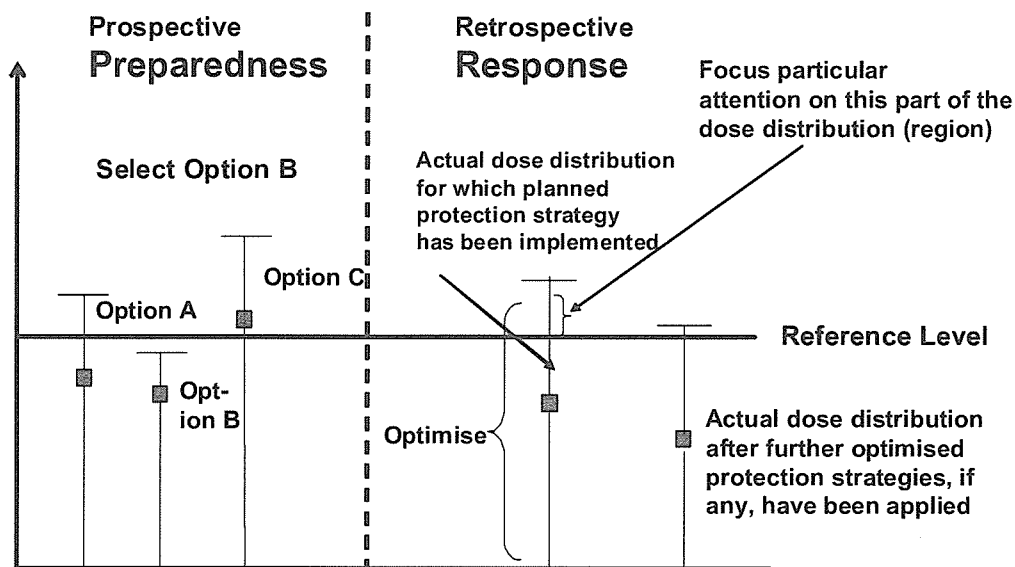 Prospective
Preparedness
Retrospective
Response
Focus particular
attention on this part of the
dose distribution (region)
Select Option B
Actual dose distribution
for which planned
protection strategy
has been implemented
Option C
Option A
Reference Level
Opt-
ion B
Optimise
Actual dose distribution
after further optimised
protection strategies, if
any, have been applied